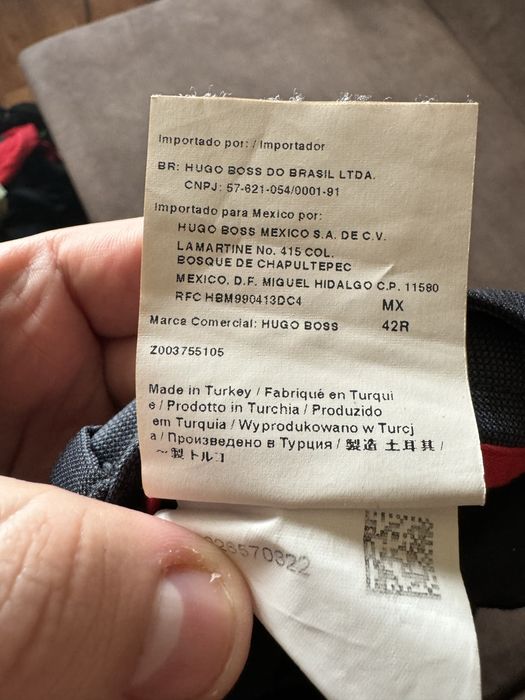 Importado por: / Importador
BR: HUGO BOSS DO BRASIL LTDA.
CNPJ: 57-621-054/0001-91
Importado para Mexico por:
HUGO BOSS MEXICO S.A. DE C.V.
LAMARTINE No. 415 COL.
BOSQUE DE CHAPULTEPEC
MEXICO. D.F. MIGUEL HIDALGO C.P. 11580
RFC HBM990413DC4 MX
Marca Comercial: HUGO BOSS 42R
Z003755105
Made in Turkey / Fabriqué en Turqui
e / Prodotto in Turchia / Produzido
em Turquia / Wyprodukowano w Turcj
a / Произведено в Турция / 製造 土耳其 /
～製 トルコ